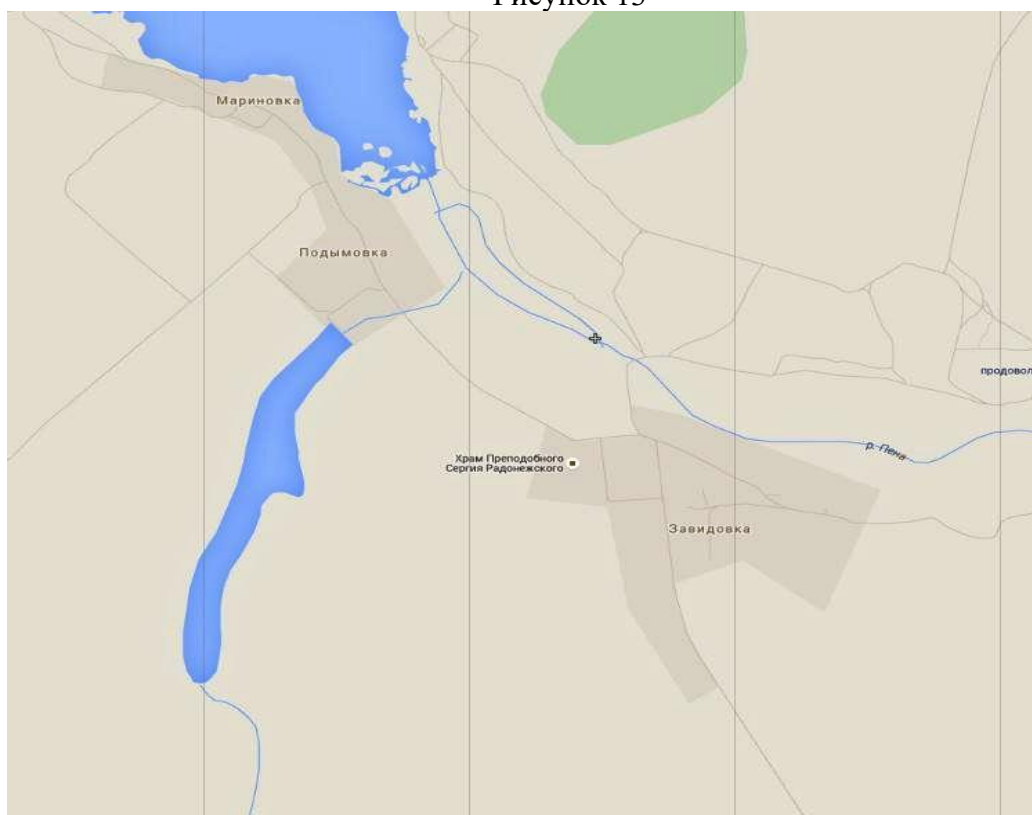 Рисунок 13
Мариновка
Подымовка
продовол
р. Пена
Храм Преподобного
Сергия Радонежского
Завидовка